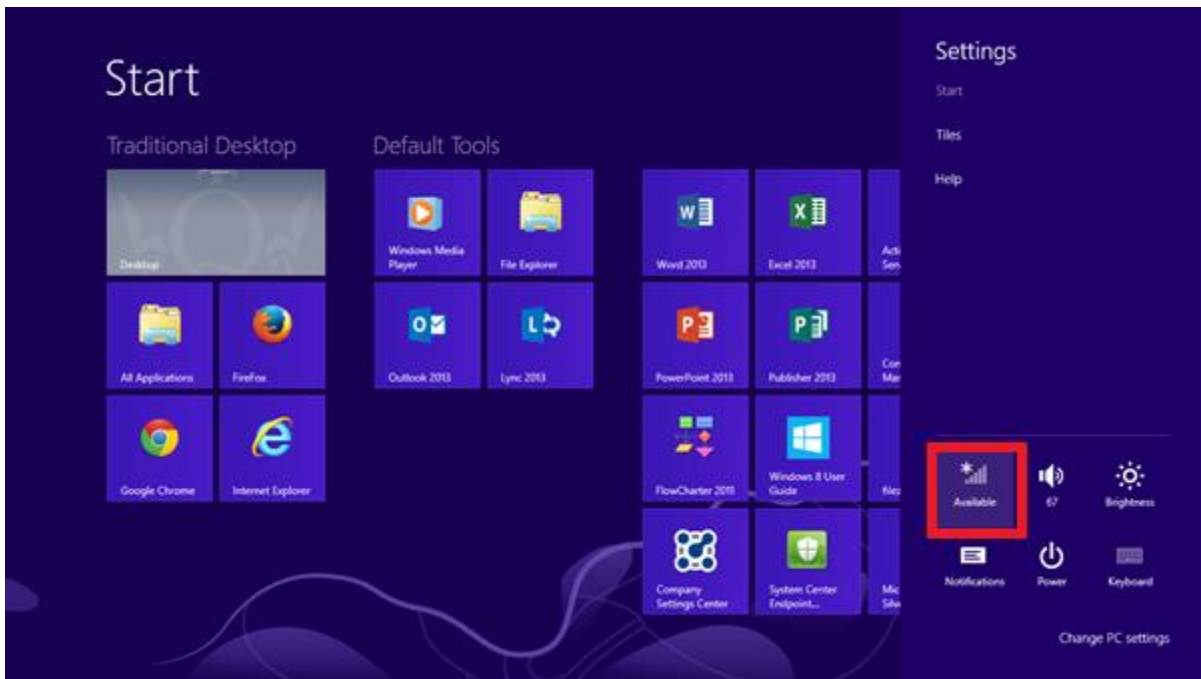 Start
Traditional Desktop
Default Tools
Desktop
Windows Media
Player
File Explorer
Word 2013
Excel 2013
All Applications
FireFox
Outlook 2013
Lync 2013
PowerPoint 2013
Publisher 2013
Google Chrome
Internet Explorer
FlowCharter 2011
Windows 8 User
Guide
Company
Settings Center
System Center
Endpoint...
Settings
Start
Tiles
Help
Available
67
Brightness
Notifications
Power
Keyboard
Change PC settings